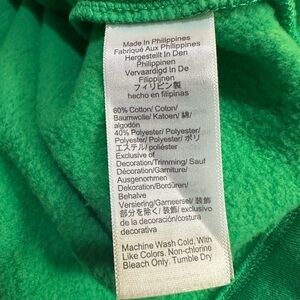 Made In Philippines
Fabriqué Aux Philippines
Hergestellt In Den
Philippinen
Vervaardigd In De
Filippijnen
フィリピン製
hecho en filipinas
60% Cotton/ Coton/
Baumwolle/ Katoen/ 綿/
algodón
40% Polyester/ Polyester/
Polyester/ Polyester/ ポリ
エステル/ poliéster
Exclusive of
Decoration/Trimming/ Sauf
Décoration/Garniture/
Ausgenommen
Dekoration/Bordüren/
Behalve
Versiering/Garneersel/ 装飾
部分を除く/ 装飾/ exclusivo
de la decoración/costura
decorativa
Machine Wash Cold. With
Like Colors. Non-Chlorine
Bleach Only. Tumble Dry